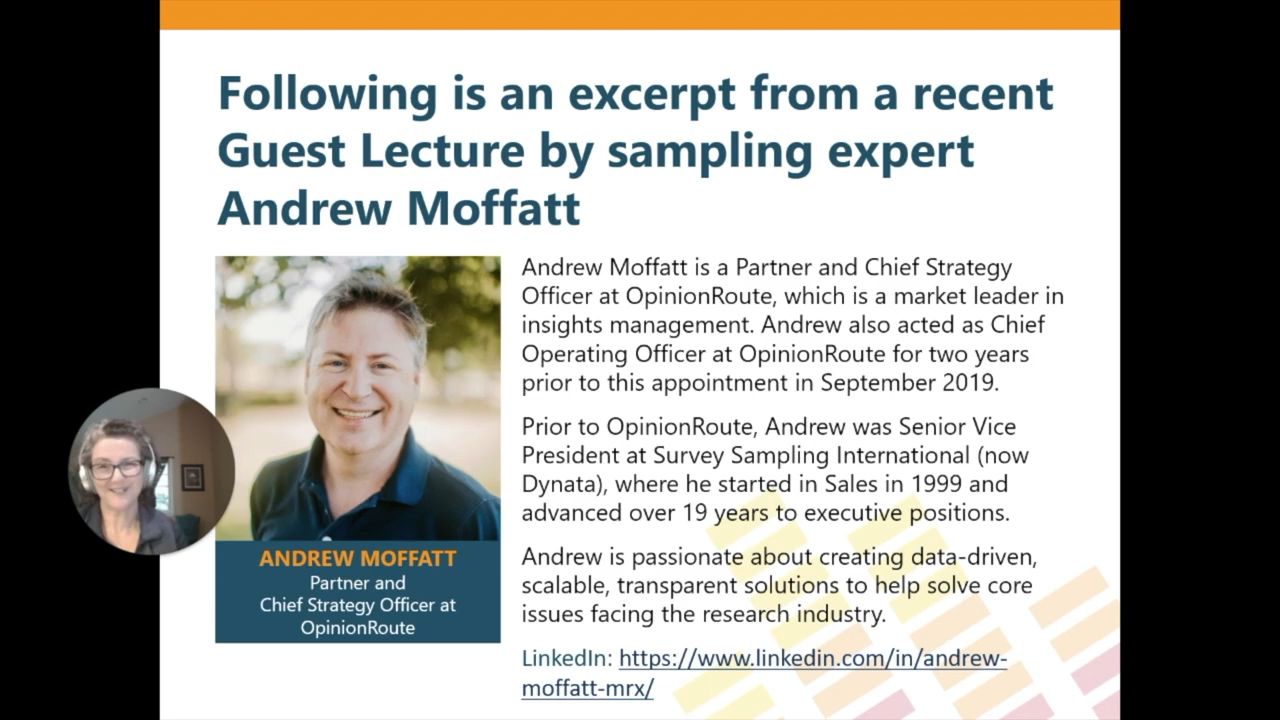 Following is an excerpt from a recent
Guest Lecture by sampling expert
Andrew Moffatt
Andrew Moffatt is a Partner and Chief Strategy
Officer at OpinionRoute, which is a market leader in
insights management. Andrew also acted as Chief
Operating Officer at OpinionRoute for two years
prior to this appointment in September 2019.
Prior to OpinionRoute, Andrew was Senior Vice
President at Survey Sampling International (now
Dynata), where he started in Sales in 1999 and
advanced over 19 years to executive positions.
Andrew is passionate about creating data-driven,
scalable, transparent solutions to help solve core
issues facing the research industry.
LinkedIn: https://www.linkedin.com/in/andrew-
moffatt-mrx/
ANDREW MOFFATT
Partner and
Chief Strategy Officer at
OpinionRoute